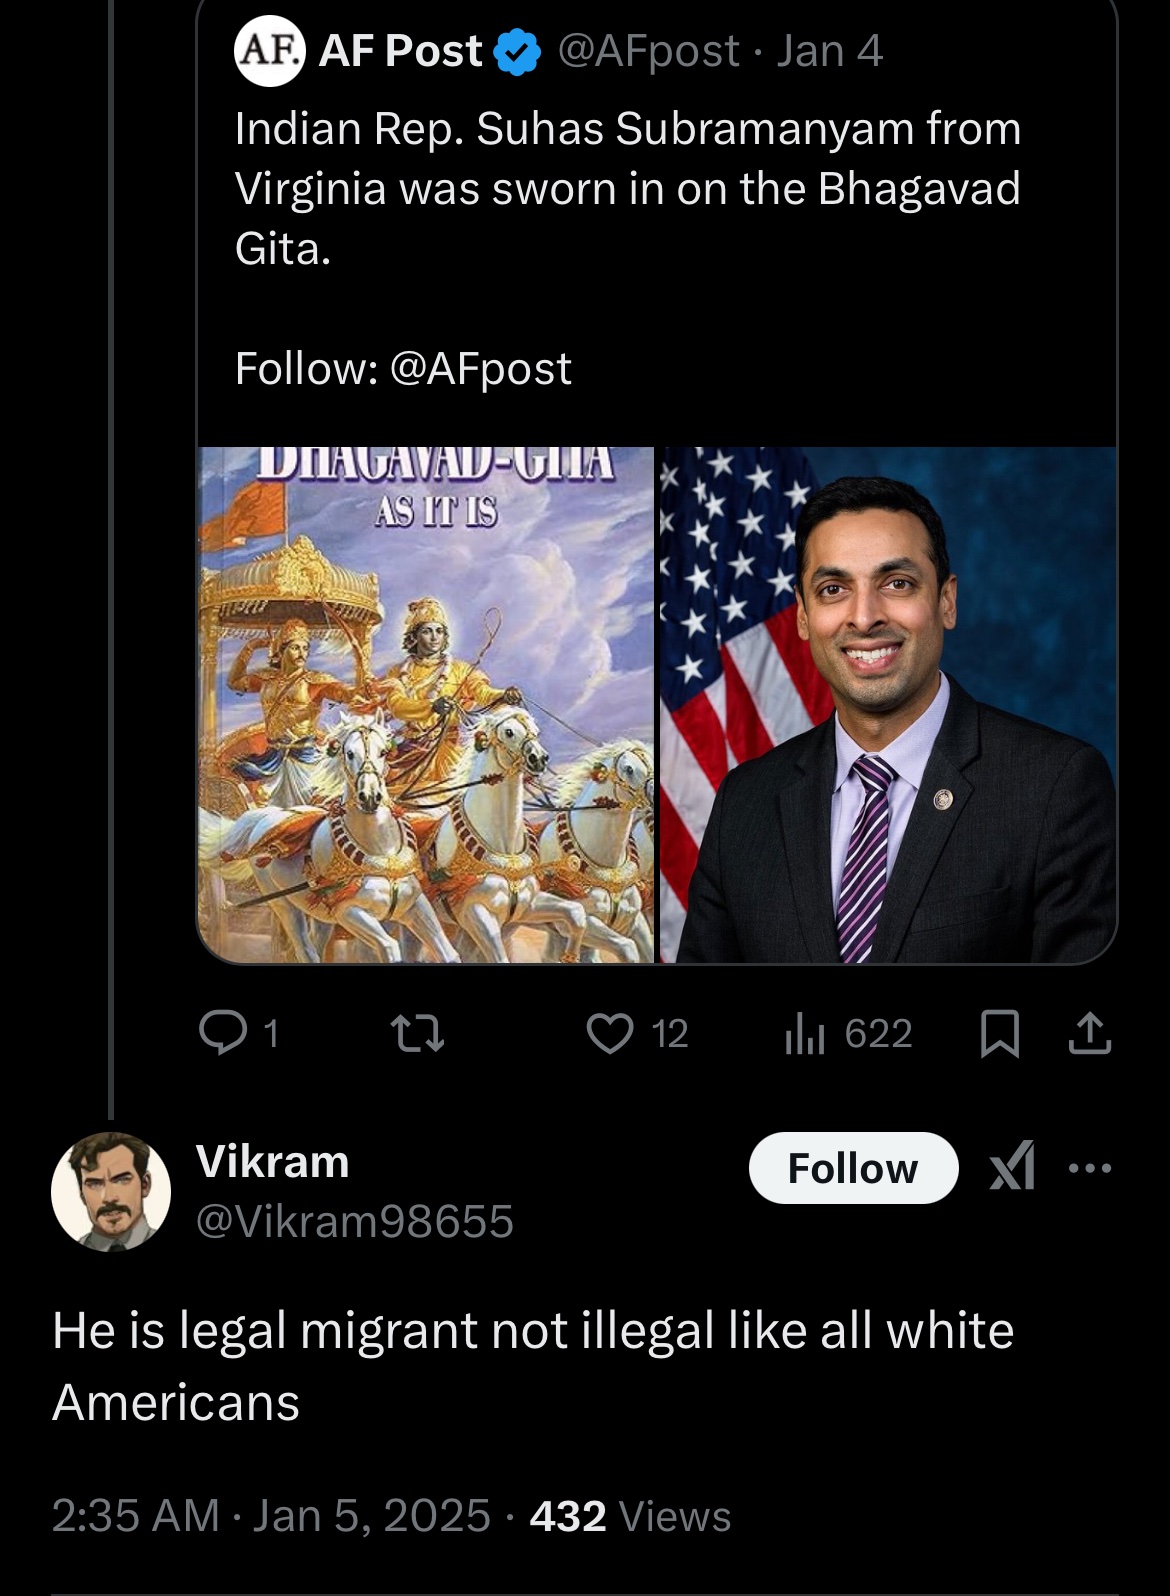 AF.
AF Post @AFpost · Jan 4
Indian Rep. Suhas Subramanyam from
Virginia was sworn in on the Bhagavad
Gita.
Follow: @AFpost
BHAGAVAD-GITA
AS IT IS
1
12
622
Vikram
Follow
@Vikram98655
He is legal migrant not illegal like all white
Americans
2:35 AM · Jan 5, 2025 · 432 Views